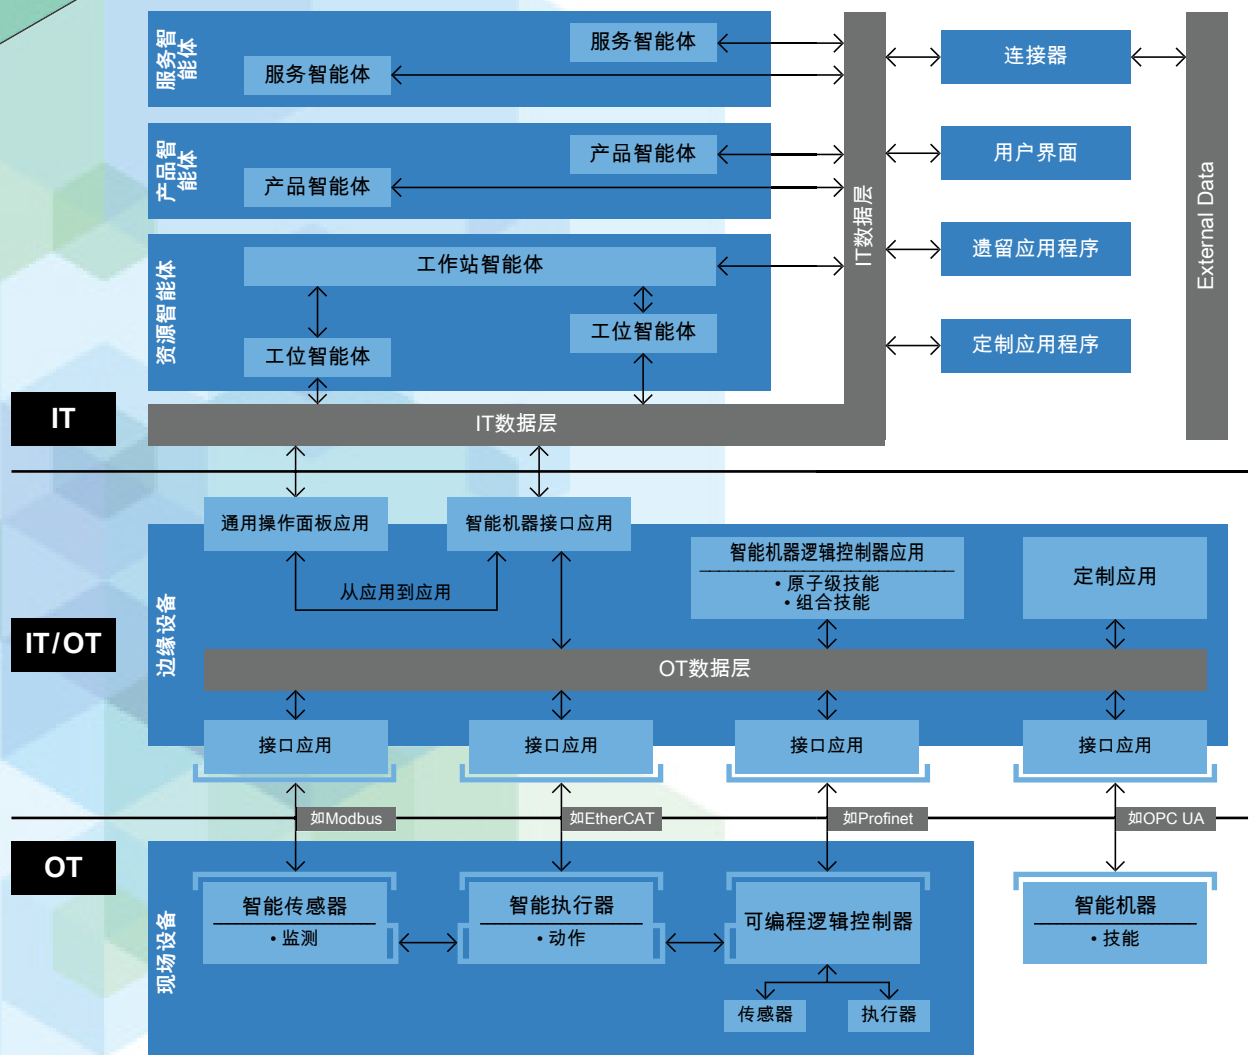 服务智
能体
服务智能体
服务智能体
连接器
产品智
能体
产品智能体
产品智能体
用户界面
IT数据层
External Data
资源智能体
工作站智能体
工位智能体
工位智能体
遗留应用程序
定制应用程序
IT
IT数据层
通用操作面板应用
智能机器接口应用
智能机器逻辑控制器应用
• 原子级技能
• 组合技能
定制应用
从应用到应用
IT/OT
边缘设备
OT数据层
接口应用
接口应用
接口应用
接口应用
如Modbus
如EtherCAT
如Profinet
如OPC UA
OT
现场设备
智能传感器
• 监测
智能执行器
• 动作
可编程逻辑控制器
智能机器
• 技能
传感器
执行器